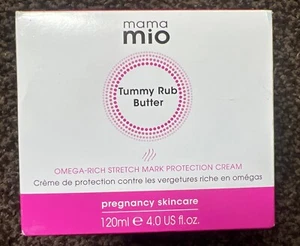 mama
mio
Tummy Rub
Butter
OMEGA-RICH STRETCH MARK PROTECTION CREAM
Crème de protection contre les vergetures riche en omégas
pregnancy skincare
120ml e 4.0 US fl.oz.